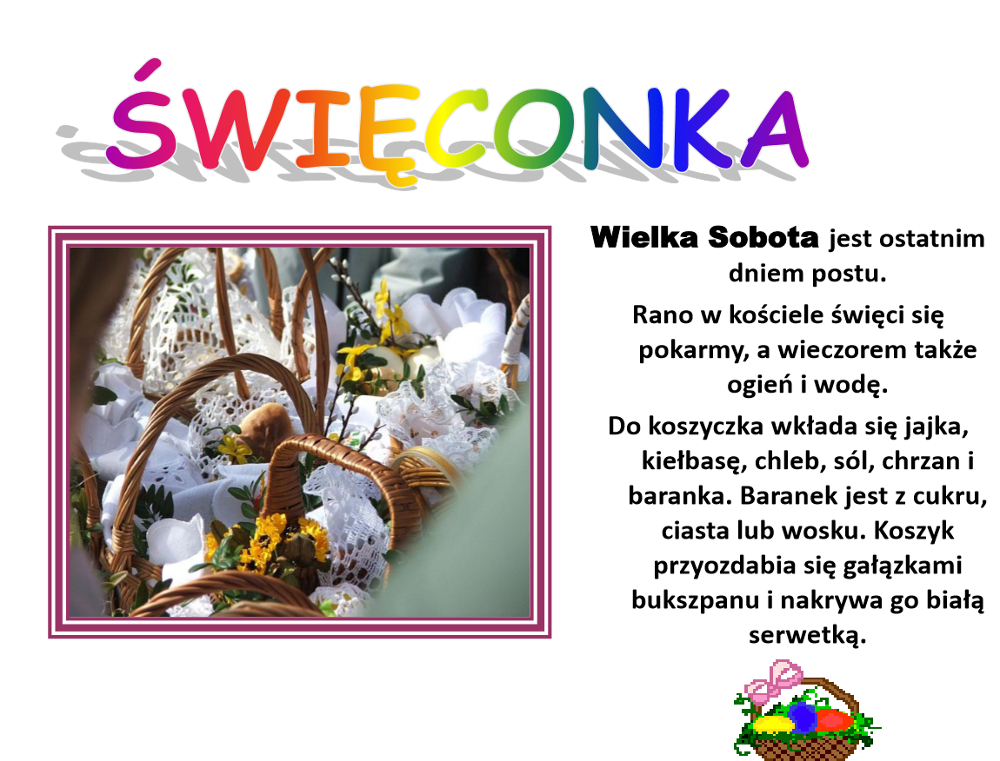 ŚWIĘCONKA
Wielka Sobota jest ostatnim
dniem postu.
Rano w kościele święci się
pokarmy, a wieczorem także
ogień i wodę.
Do koszyczka wkłada się jajka,
kiełbasę, chleb, sól, chrzan i
baranka. Baranek jest z cukru,
ciasta lub wosku. Koszyk
przyozdabia się gałązkami
bukszpanu i nakrywa go białą
serwetką.